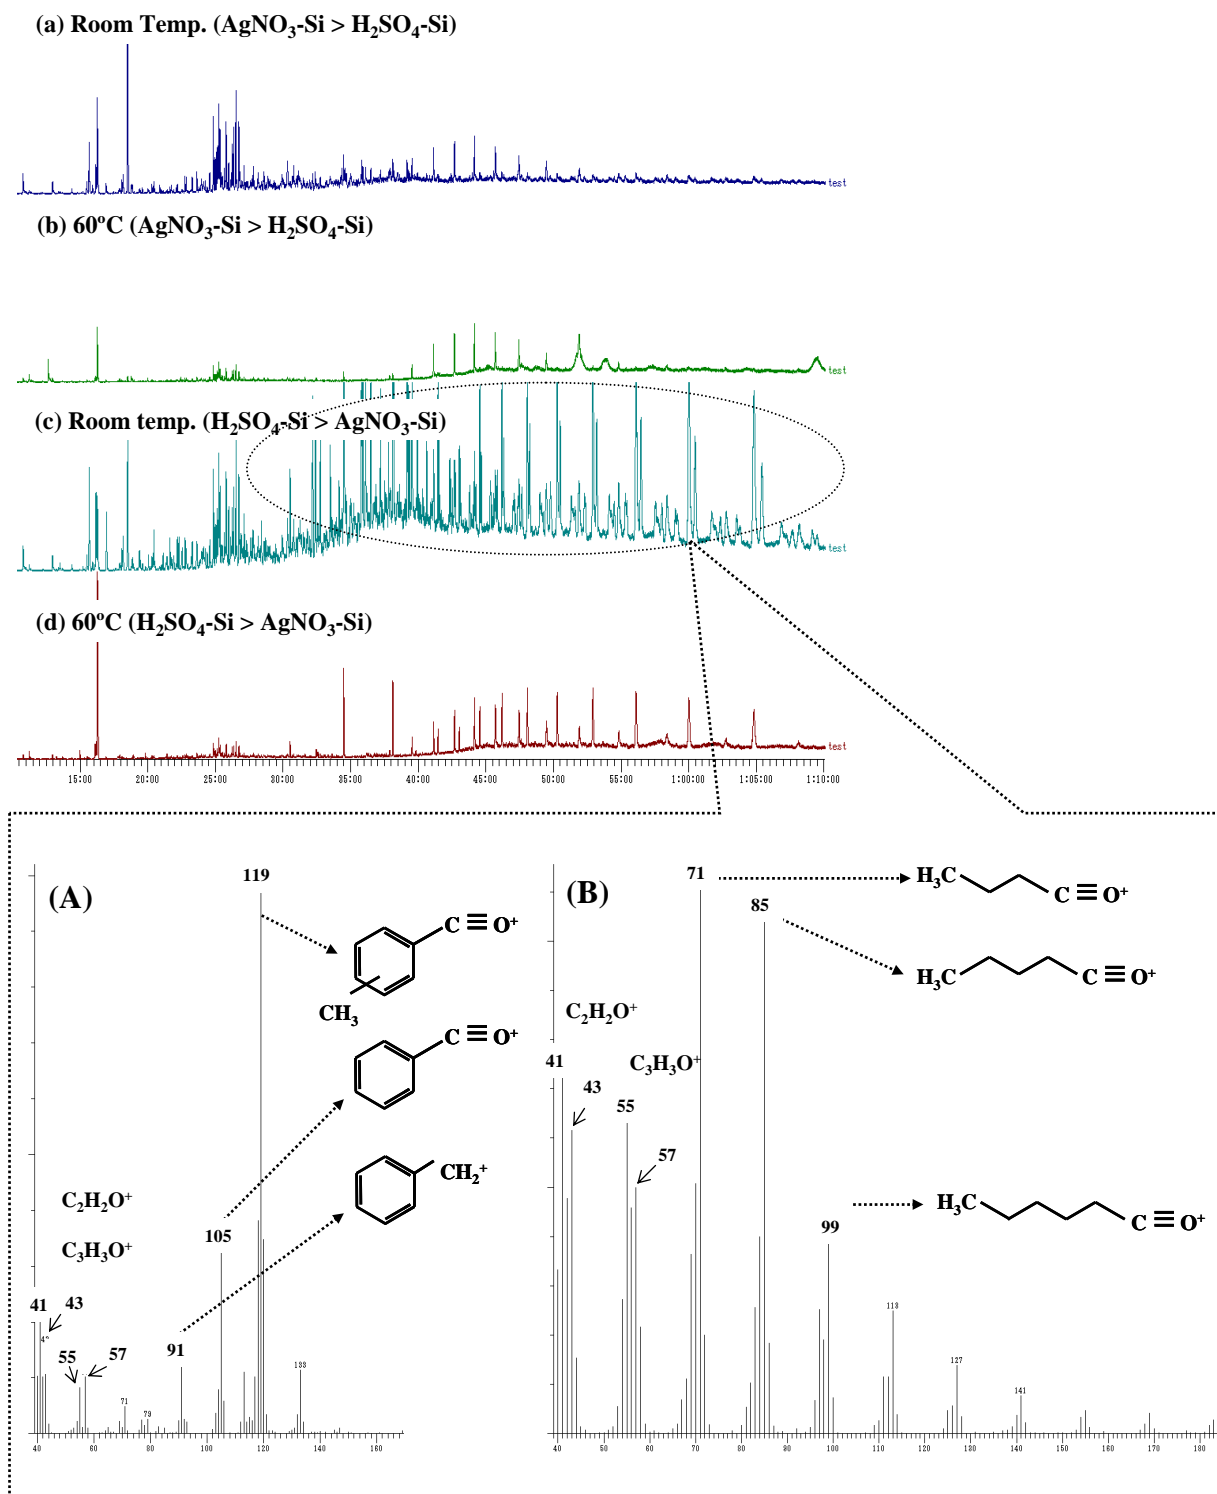 (a) Room Temp. (AgNO₃-Si > H₂SO₄-Si)
test
(b) 60ºC (AgNO₃-Si > H₂SO₄-Si)
test
(c) Room temp. (H₂SO₄-Si > AgNO₃-Si)
test
(d) 60ºC (H₂SO₄-Si > AgNO₃-Si)
test
15:00 20:00 25:00 30:00 35:00 40:00 45:00 50:00 55:00 1:00:00 1:05:00 1:10:00
(A)
119
C≡O⁺
CH₃
C≡O⁺
CH₂⁺
C₂H₂O⁺
C₃H₃O⁺
105
41
43
55
57
91
71
79
133
40 60 80 100 120 140 160
(B)
71
H₃C C≡O⁺
85
H₃C C≡O⁺
C₂H₂O⁺
C₃H₃O⁺
41
43
55
57
99
H₃C C≡O⁺
113
127
141
40 50 60 70 80 90 100 110 120 130 140 150 160 170 180